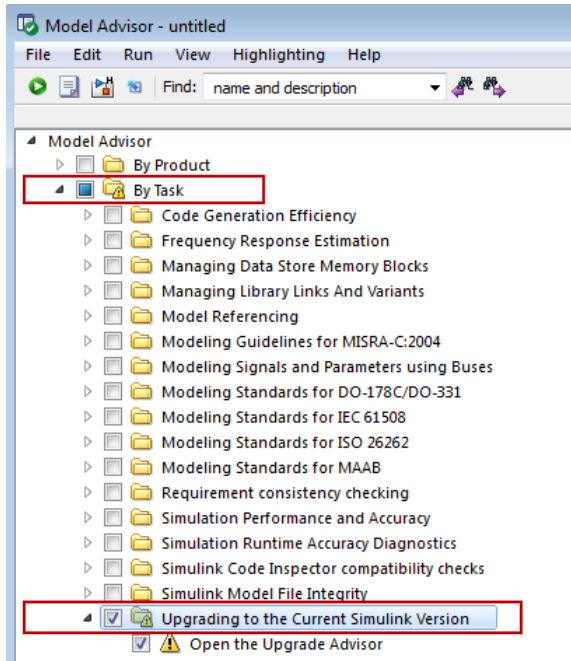 Model Advisor - untitled
File Edit Run View Highlighting Help
Find: name and description
Model Advisor
By Product
By Task
Code Generation Efficiency
Frequency Response Estimation
Managing Data Store Memory Blocks
Managing Library Links And Variants
Model Referencing
Modeling Guidelines for MISRA-C:2004
Modeling Signals and Parameters using Buses
Modeling Standards for DO-178C/DO-331
Modeling Standards for IEC 61508
Modeling Standards for ISO 26262
Modeling Standards for MAAB
Requirement consistency checking
Simulation Performance and Accuracy
Simulation Runtime Accuracy Diagnostics
Simulink Code Inspector compatibility checks
Simulink Model File Integrity
Upgrading to the Current Simulink Version
Open the Upgrade Advisor